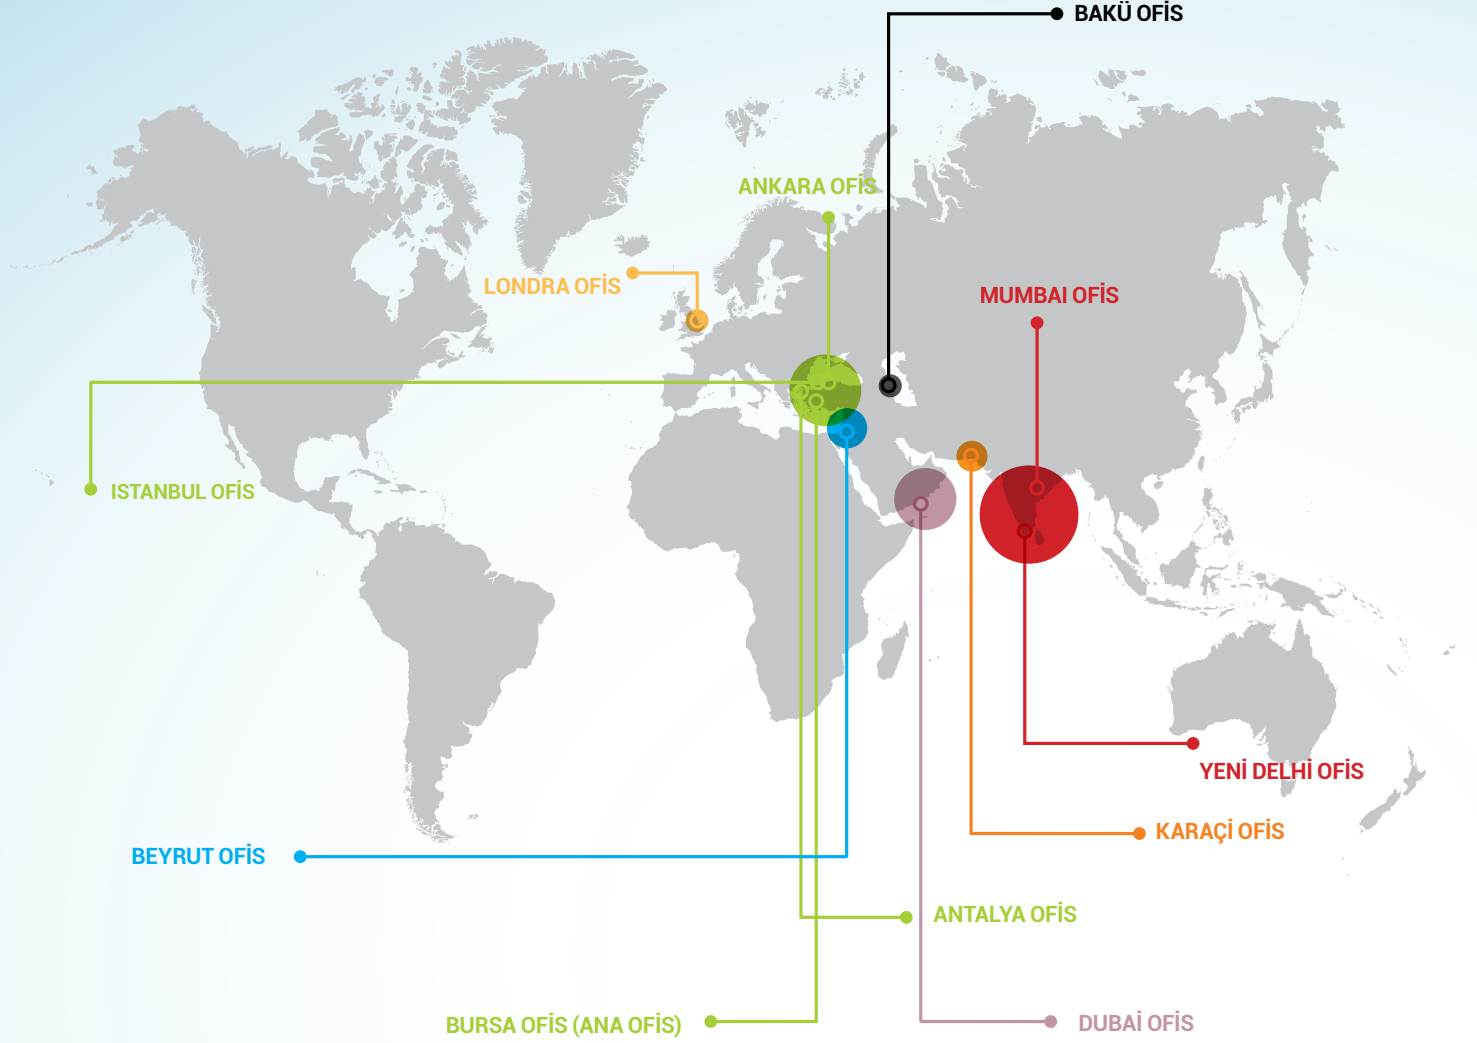 BAKÜ OFİS
ANKARA OFİS
LONDRA OFİS
MUMBAI OFİS
ISTANBUL OFİS
YENİ DELHİ OFİS
KARAÇİ OFİS
BEYRUT OFİS
ANTALYA OFİS
BURSA OFİS (ANA OFİS)
DUBAİ OFİS